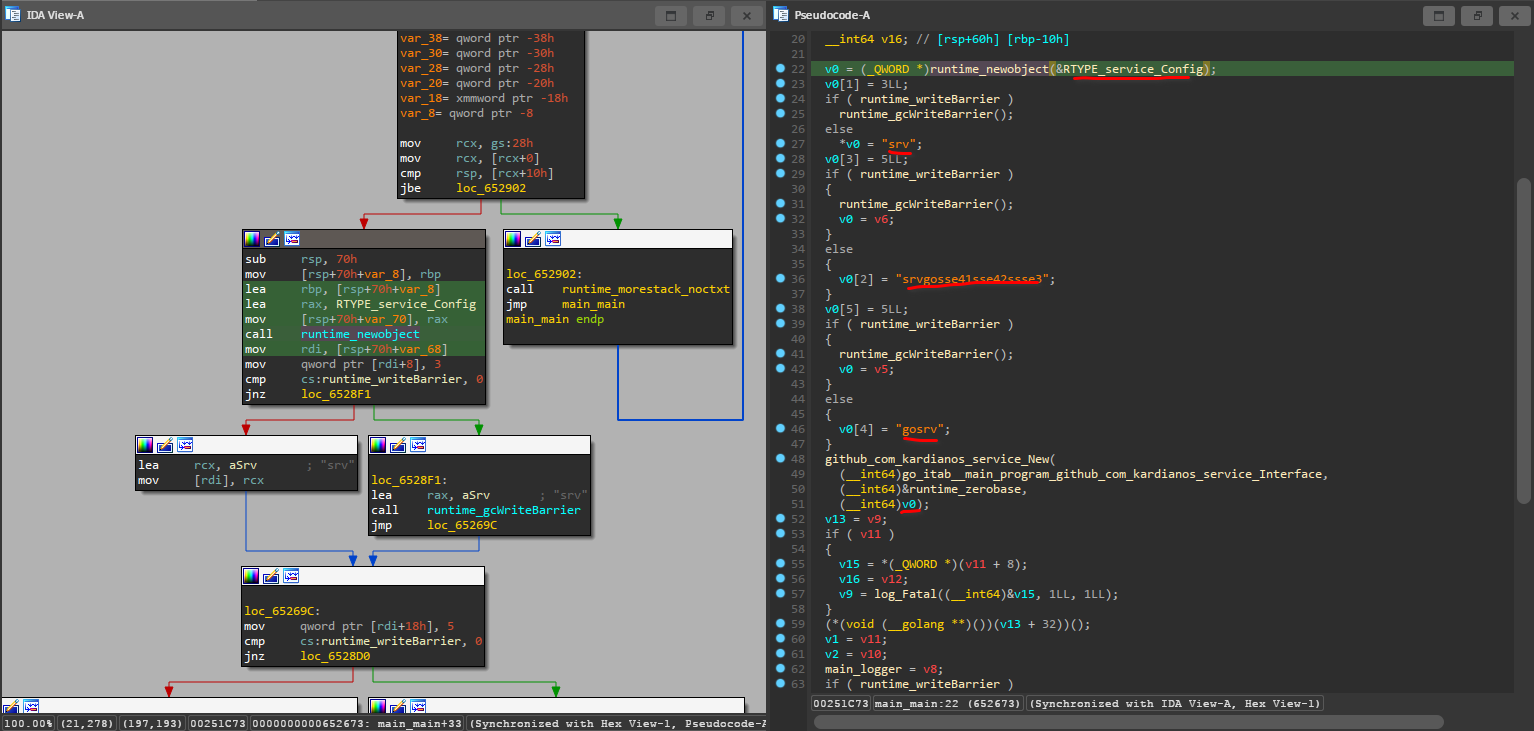 IDA View-A
var_38= qword ptr -38h
var_30= qword ptr -30h
var_28= qword ptr -28h
var_20= qword ptr -20h
var_18= xmmword ptr -18h
var_8= qword ptr -8
mov rcx, gs:28h
mov rcx, [rcx+0]
cmp rsp, [rcx+10h]
jbe loc_652902
sub rsp, 70h
mov [rsp+70h+var_8], rbp
lea rbp, [rsp+70h+var_8]
lea rax, RTYPE_service_Config
mov [rsp+70h+var_70], rax
call runtime_newobject
mov rdi, [rsp+70h+var_68]
mov qword ptr [rdi+8], 3
cmp cs:runtime_writeBarrier, 0
jnz loc_6528F1
loc_652902:
call runtime_morestack_noctxt
jmp main_main
main_main endp
lea rcx, aSrv ; "srv"
mov [rdi], rcx
loc_6528F1:
lea rax, aSrv ; "srv"
call runtime_gcWriteBarrier
jmp loc_65269C
loc_65269C:
mov qword ptr [rdi+18h], 5
cmp cs:runtime_writeBarrier, 0
jnz loc_6528D0
100.00% (21,278) (197,193) 00251C73 0000000000652673: main_main+33 (Synchronized with Hex View-1, Pseudocode-A
Pseudocode-A
20 __int64 v16; // [rsp+60h] [rbp-10h]
21
22 v0 = (_QWORD *)runtime_newobject(&RTYPE_service_Config);
23 v0[1] = 3LL;
24 if ( runtime_writeBarrier )
25 runtime_gcWriteBarrier();
26 else
27 *v0 = "srv";
28 v0[3] = 5LL;
29 if ( runtime_writeBarrier )
30 {
31 runtime_gcWriteBarrier();
32 v0 = v6;
33 }
34 else
35 {
36 v0[2] = "srvgosse41sse42ssse3";
37 }
38 v0[5] = 5LL;
39 if ( runtime_writeBarrier )
40 {
41 runtime_gcWriteBarrier();
42 v0 = v5;
43 }
44 else
45 {
46 v0[4] = "gosrv";
47 }
48 github_com_kardianos_service_New(
49 (__int64)go_itab__main_program_github_com_kardianos_service_Interface,
50 (__int64)&runtime_zerobase,
51 (__int64)v0);
52 v13 = v9;
53 if ( v11 )
54 {
55 v15 = *(_QWORD *)(v11 + 8);
56 v16 = v12;
57 v9 = log_Fatal((__int64)&v15, 1LL, 1LL);
58 }
59 (*(void (__golang **)())(v13 + 32))();
60 v1 = v11;
61 v2 = v10;
62 main_logger = v8;
63 if ( runtime_writeBarrier )
00251C73 main_main:22 (652673) (Synchronized with IDA View-A, Hex View-1)